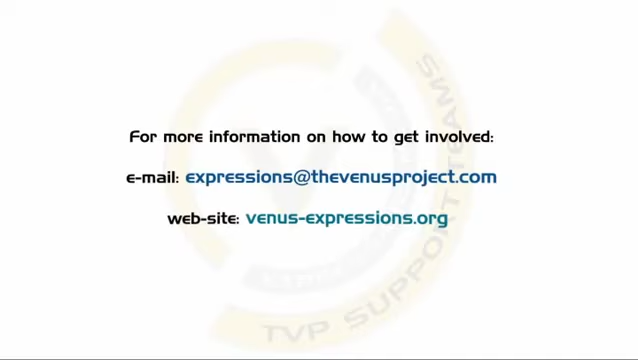 For more information on how to get involved:
e-mail: expressions@thevenusproject.com
web-site: venus-expressions.org
TVP SUPPORT TEAMS